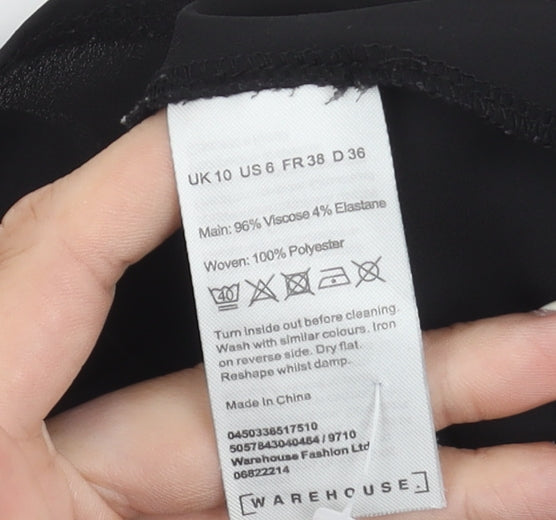 UK 10 US 6 FR 38 D 36
Main: 96% Viscose 4% Elastane
Woven: 100% Polyester
40
Turn inside out before cleaning.
Wash with similar colours. Iron
on reverse side. Dry flat.
Reshape whilst damp.
Made In China
0450336517510
5057843040484 / 9710
Warehouse Fashion Ltd
06822214
[WAREHOUSE.]